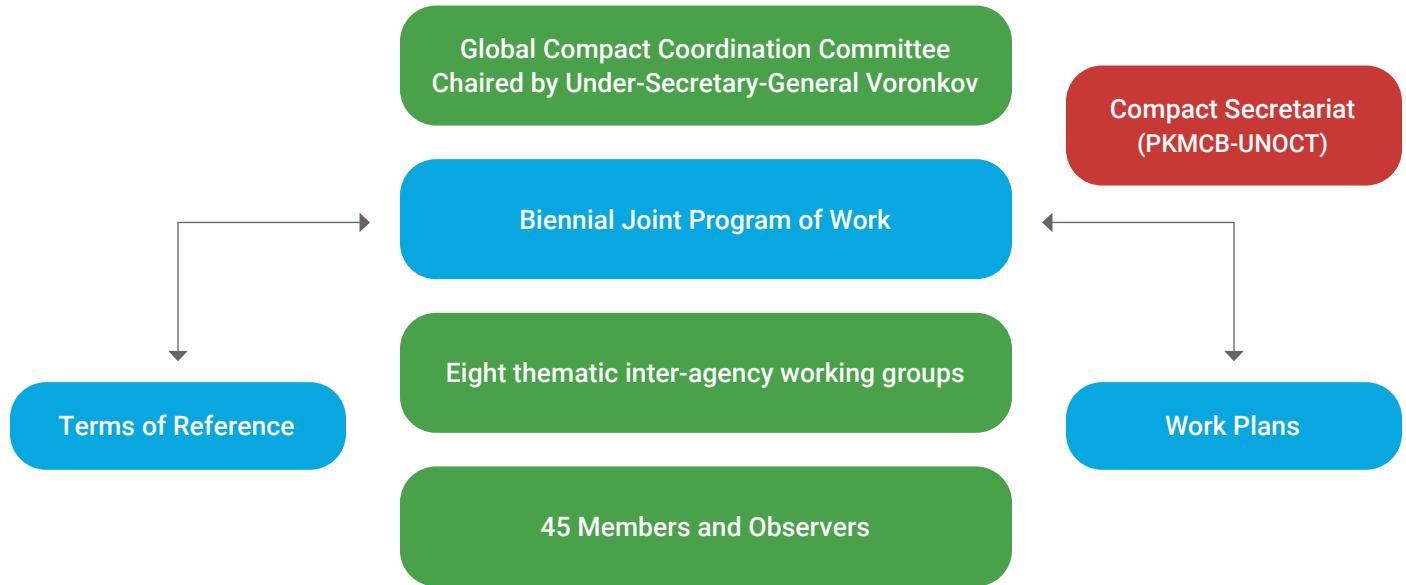 Global Compact Coordination Committee
Chaired by Under-Secretary-General Voronkov
Compact Secretariat
(PKMCB-UNOCT)
Biennial Joint Program of Work
Eight thematic inter-agency working groups
Terms of Reference
Work Plans
45 Members and Observers